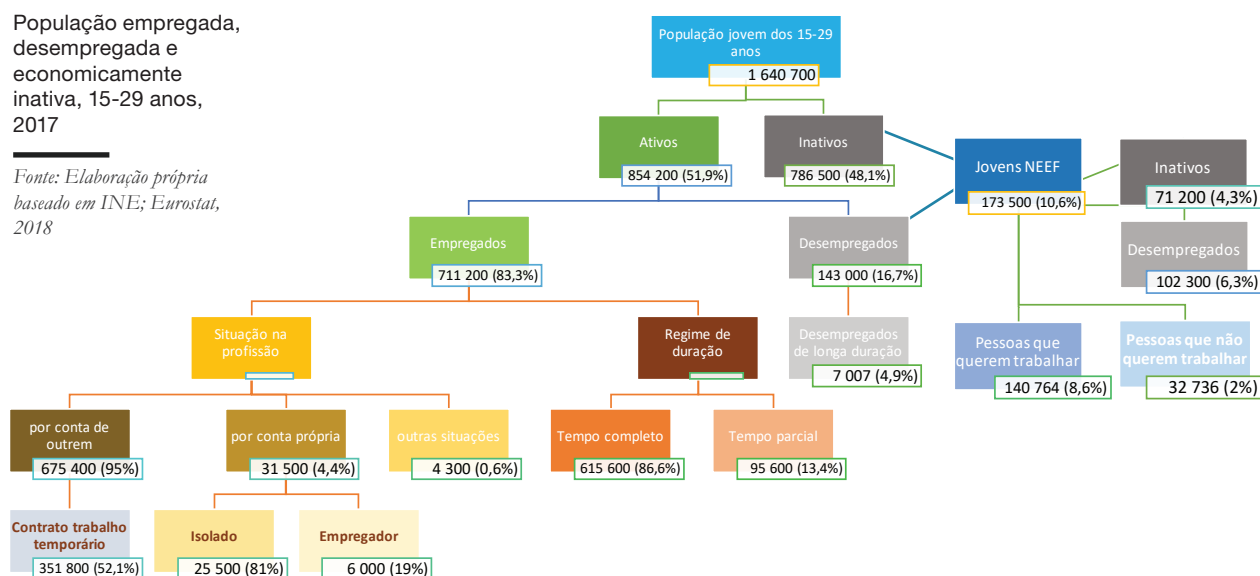 População empregada,
desempregada e
economicamente
inativa, 15-29 anos,
2017
Fonte: Elaboração própria
baseado em INE; Eurostat,
2018
População jovem dos 15-29
anos
1 640 700
Ativos
854 200 (51,9%)
Inativos
786 500 (48,1%)
Jovens NEEF
173 500 (10,6%)
Inativos
71 200 (4,3%)
Empregados
711 200 (83,3%)
Desempregados
143 000 (16,7%)
Desempregados
102 300 (6,3%)
Situação na
profissão
Regime de
duração
Desempregados
de longa duração
7 007 (4,9%)
Pessoas que
querem trabalhar
140 764 (8,6%)
Pessoas que não
querem trabalhar
32 736 (2%)
por conta de
outrem
675 400 (95%)
por conta própria
31 500 (4,4%)
outras situações
4 300 (0,6%)
Tempo completo
615 600 (86,6%)
Tempo parcial
95 600 (13,4%)
Contrato trabalho
temporário
351 800 (52,1%)
Isolado
25 500 (81%)
Empregador
6 000 (19%)